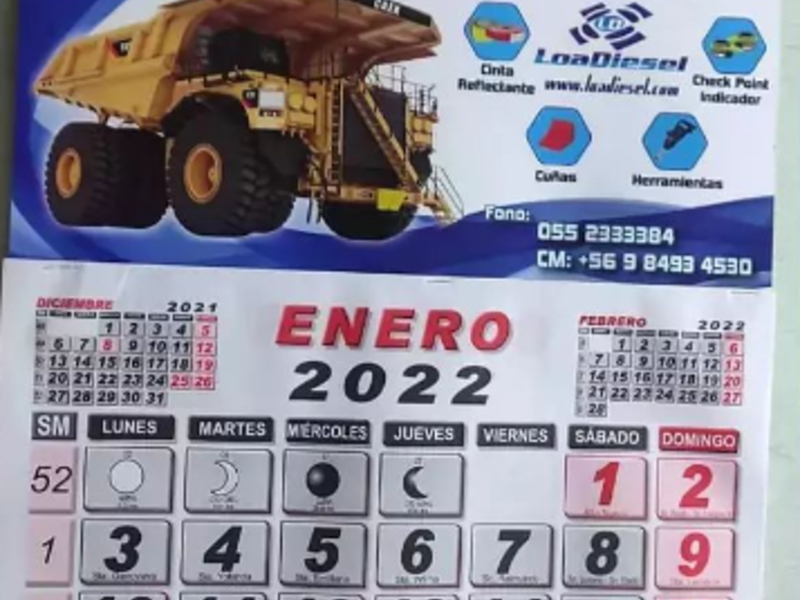 LD
LoaDiesel
www.loadiesel.com
Cinta
Reflectante
Check Point
Indicador
Cuñas
Herramientas
Fono:
055 2333384
CM: +56 9 8493 4530
DICIEMBRE 2021
1 2 3 4 5
6 7 8 9 10 11 12
13 14 15 16 17 18 19
20 21 22 23 24 25 26
27 28 29 30 31
ENERO
2022
FEBRERO 2022
1 2 3 4 5 6
7 8 9 10 11 12 13
14 15 16 17 18 19 20
21 22 23 24 25 26 27
28
SM LUNES MARTES MIÉRCOLES JUEVES VIERNES SÁBADO DOMINGO
52 1 2
1 3 4 5 6 7 8 9